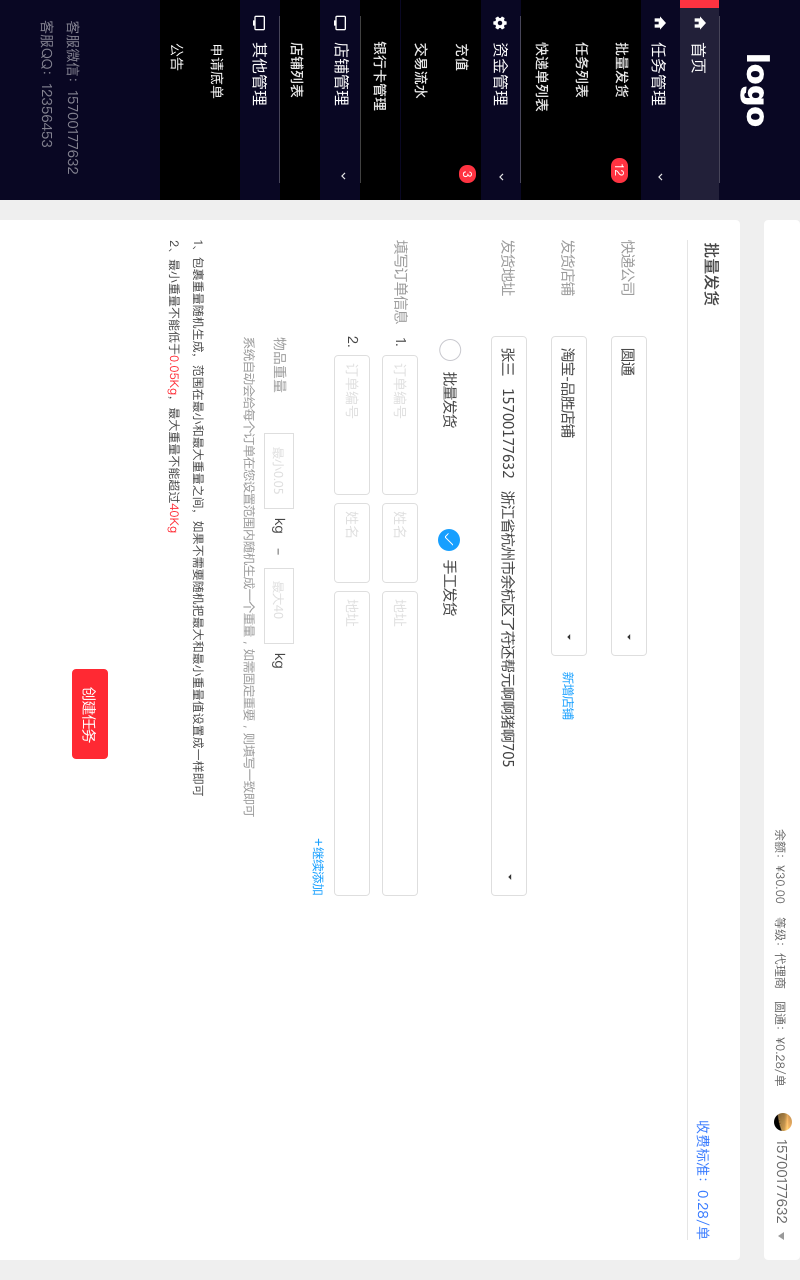 logo
首页
任务管理
批量发货 12
任务列表
快递单列表
资金管理
充值 3
交易流水
银行卡管理
店铺管理
店铺列表
其他管理
申请底单
公告
客服微信：15700177632
客服QQ：12356453
余额：¥30.00 等级：代理商 圆通：¥0.28/单 15700177632
批量发货 收费标准：0.28/单
快递公司 圆通
发货店铺 淘宝-品胜店铺 新增店铺
发货地址 张三 15700177632 浙江省杭州市余杭区了苻还帮元啊啊猪啊705
批量发货 手工发货
填写订单信息 1. 订单编号 姓名 地址
2. 订单编号 姓名 地址
+继续添加
物品重量 最小0.05 kg – 最大40 kg
系统自动会给每个订单在您设置范围内随机生成一个重量，如需固定重要，则填写一致即可
1、包裹重量随机生成，范围在最小和最大重量之间，如果不需要随机把最大和最小重量值设置成一样即可
2、最小重量不能低于0.05Kg，最大重量不能超过40Kg
创建任务